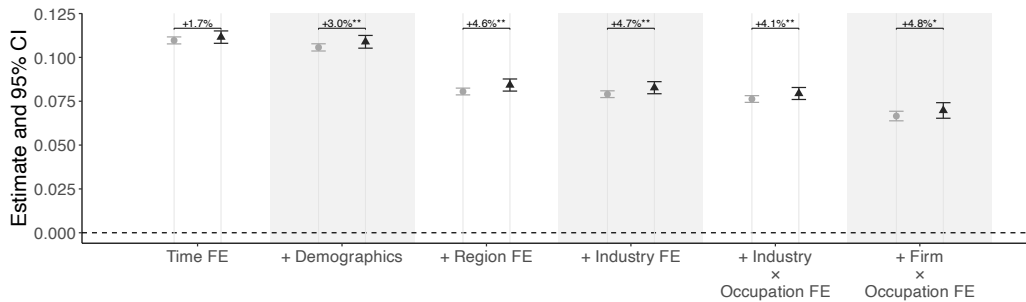 Estimate and 95% CI
0.125
0.100
0.075
0.050
0.025
0.000
+1.7%
+3.0%**
+4.6%**
+4.7%**
+4.1%**
+4.8%*
Time FE
+ Demographics
+ Region FE
+ Industry FE
+ Industry
×
Occupation FE
+ Firm
×
Occupation FE